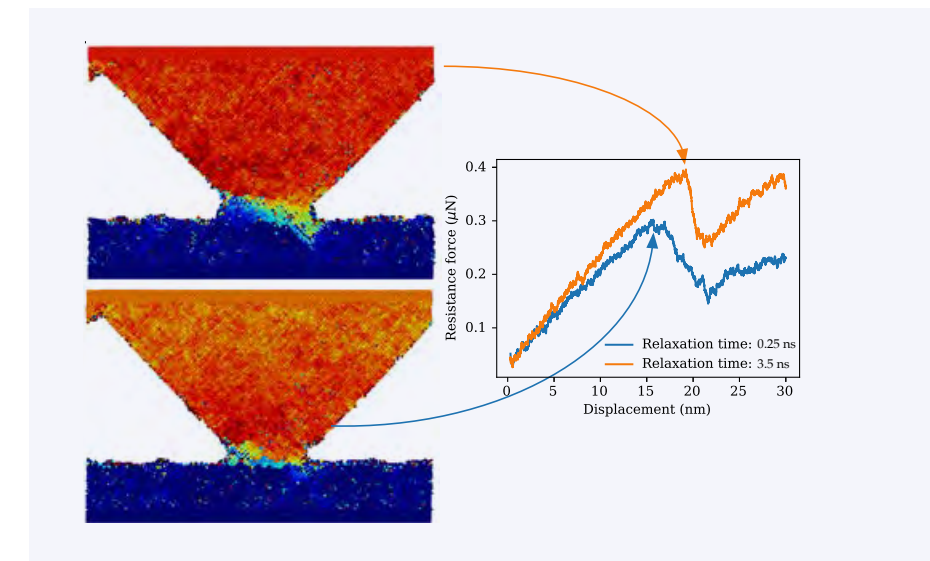 0.4
0.3
0.2
0.1
Resistance force (μN)
Relaxation time: 0.25 ns
Relaxation time: 3.5 ns
0 5 10 15 20 25 30
Displacement (nm)